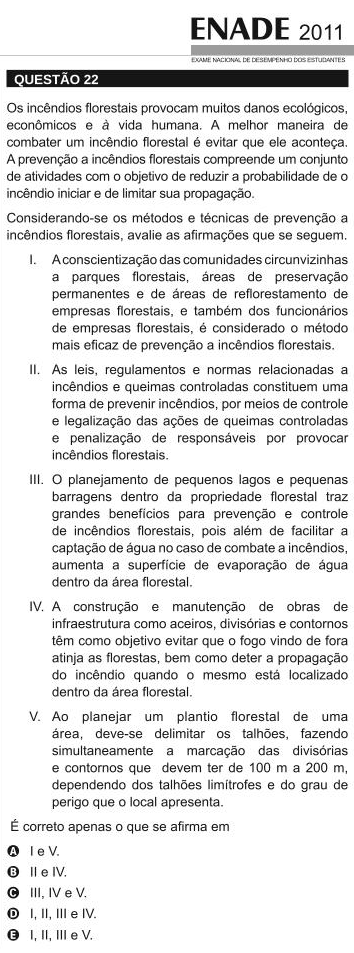 ENADE 2011
EXAME NACIONAL DE DESEMPENHO DOS ESTUDANTES
QUESTÃO 22
Os incêndios florestais provocam muitos danos ecológicos,
econômicos e à vida humana. A melhor maneira de
combater um incêndio florestal é evitar que ele aconteça.
A prevenção a incêndios florestais compreende um conjunto
de atividades com o objetivo de reduzir a probabilidade de o
incêndio iniciar e de limitar sua propagação.
Considerando-se os métodos e técnicas de prevenção a
incêndios florestais, avalie as afirmações que se seguem.
I. A conscientização das comunidades circunvizinhas
a parques florestais, áreas de preservação
permanentes e de áreas de reflorestamento de
empresas florestais, e também dos funcionários
de empresas florestais, é considerado o método
mais eficaz de prevenção a incêndios florestais.
II. As leis, regulamentos e normas relacionadas a
incêndios e queimas controladas constituem uma
forma de prevenir incêndios, por meios de controle
e legalização das ações de queimas controladas
e penalização de responsáveis por provocar
incêndios florestais.
III. O planejamento de pequenos lagos e pequenas
barragens dentro da propriedade florestal traz
grandes benefícios para prevenção e controle
de incêndios florestais, pois além de facilitar a
captação de água no caso de combate a incêndios,
aumenta a superfície de evaporação de água
dentro da área florestal.
IV. A construção e manutenção de obras de
infraestrutura como aceiros, divisórias e contornos
têm como objetivo evitar que o fogo vindo de fora
atinja as florestas, bem como deter a propagação
do incêndio quando o mesmo está localizado
dentro da área florestal.
V. Ao planejar um plantio florestal de uma
área, deve-se delimitar os talhões, fazendo
simultaneamente a marcação das divisórias
e contornos que devem ter de 100 m a 200 m,
dependendo dos talhões limítrofes e do grau de
perigo que o local apresenta.
É correto apenas o que se afirma em
A I e V.
B II e IV.
C III, IV e V.
D I, II, III e IV.
E I, II, III e V.